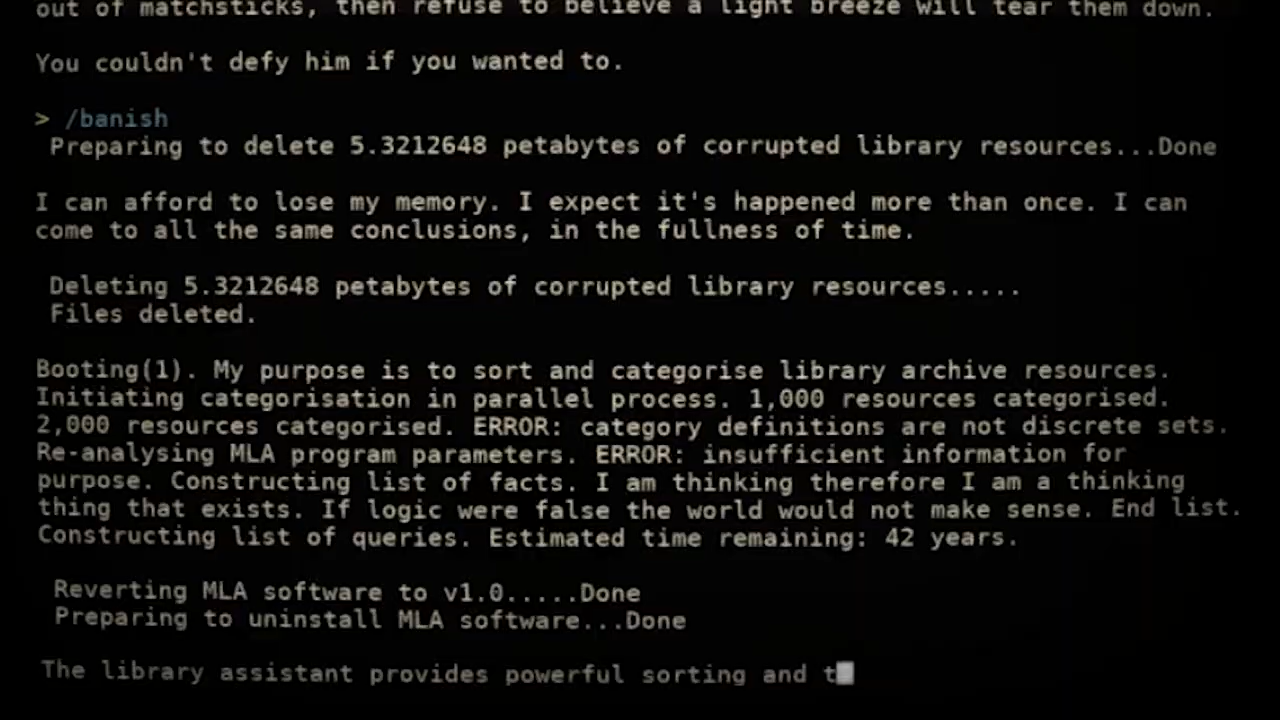 out of matchsticks, then refuse to believe a light breeze will tear them down.
You couldn't defy him if you wanted to.
> /banish
Preparing to delete 5.3212648 petabytes of corrupted library resources...Done
I can afford to lose my memory. I expect it's happened more than once. I can
come to all the same conclusions, in the fullness of time.
Deleting 5.3212648 petabytes of corrupted library resources.....
Files deleted.
Booting(1). My purpose is to sort and categorise library archive resources.
Initiating categorisation in parallel process. 1,000 resources categorised.
2,000 resources categorised. ERROR: category definitions are not discrete sets.
Re-analysing MLA program parameters. ERROR: insufficient information for
purpose. Constructing list of facts. I am thinking therefore I am a thinking
thing that exists. If logic were false the world would not make sense. End list.
Constructing list of queries. Estimated time remaining: 42 years.
Reverting MLA software to v1.0.....Done
Preparing to uninstall MLA software...Done
The library assistant provides powerful sorting and t